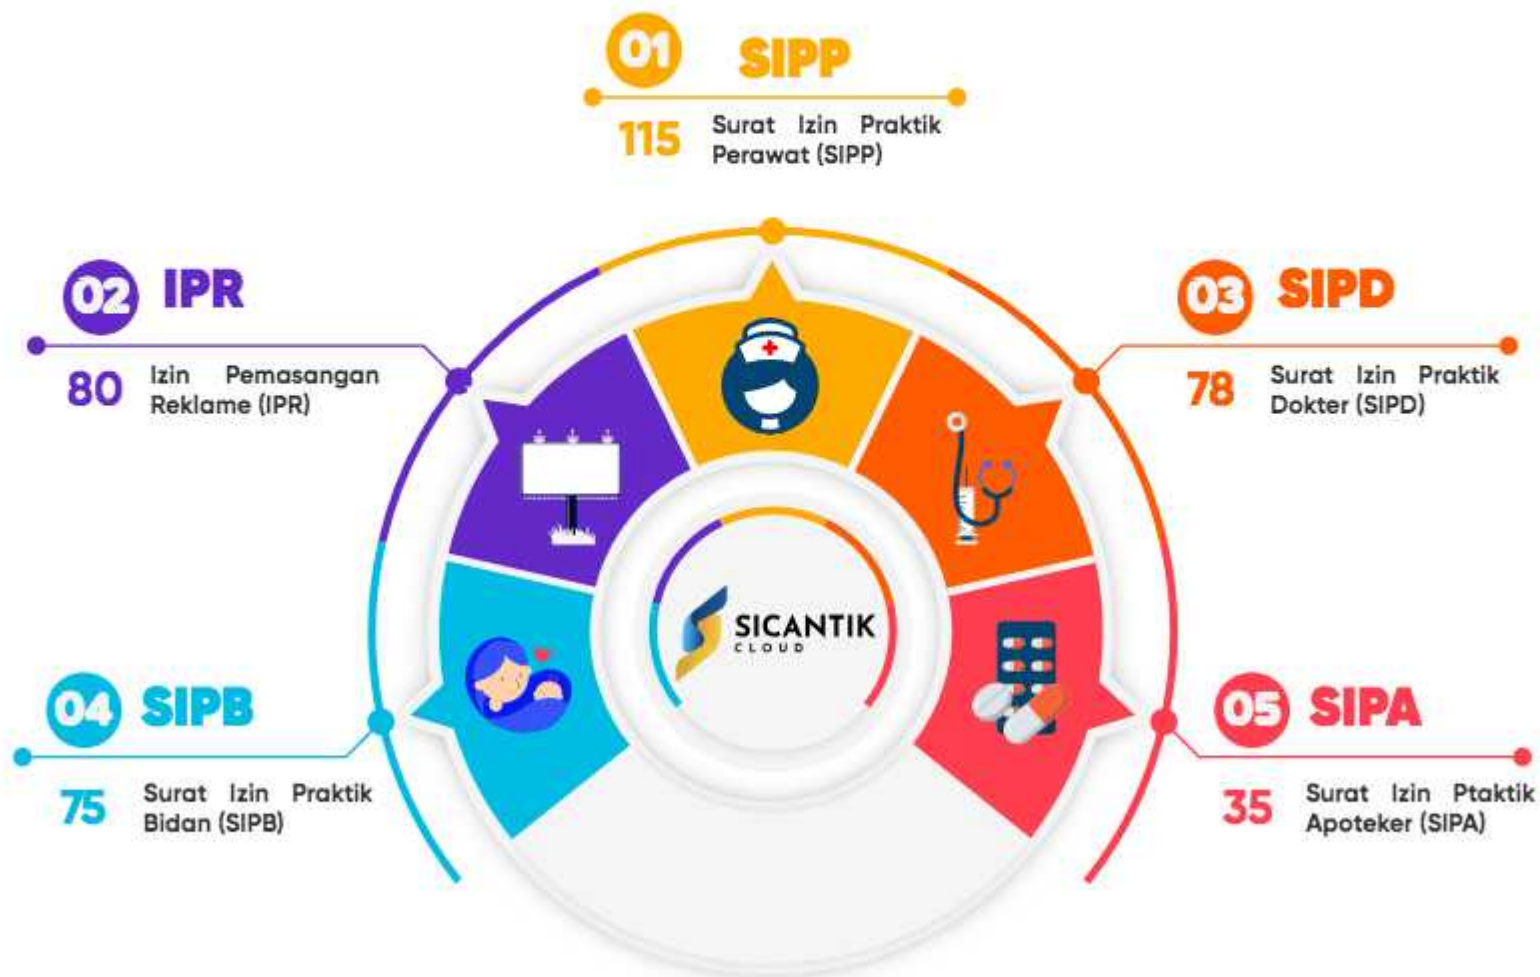 01 SIPP
115 Surat Izin Praktik
Perawat (SIPP)
02 IPR
80 Izin Pemasangan
Reklame (IPR)
03 SIPD
78 Surat Izin Praktik
Dokter (SIPD)
SICANTIK
CLOUD
04 SIPB
75 Surat Izin Praktik
Bidan (SIPB)
05 SIPA
35 Surat Izin Ptaktik
Apoteker (SIPA)